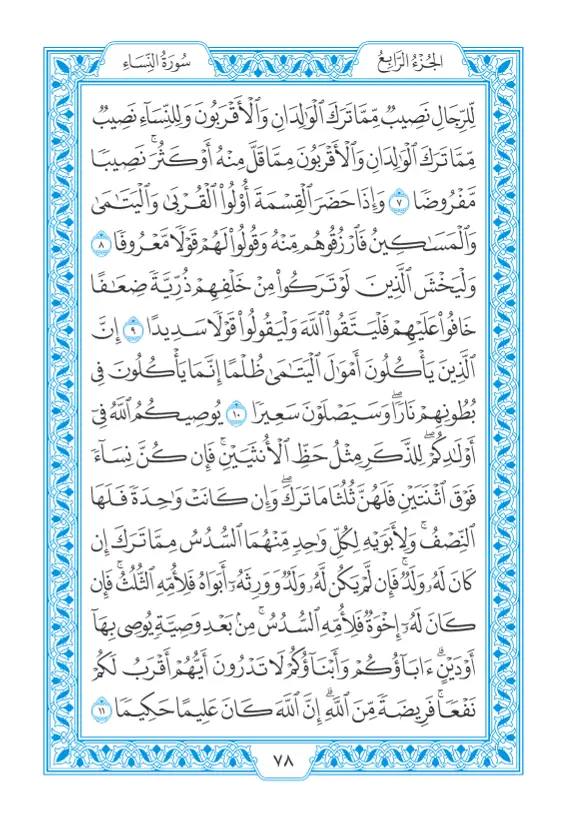 الجُزْءُ الرَّابِعُ
سُورَةُ النِّسَاءِ
لِّلرِّجَالِ نَصِيبٌ مِّمَّا تَرَكَ ٱلْوَٰلِدَانِ وَٱلْأَقْرَبُونَ وَلِلنِّسَآءِ نَصِيبٌ
مِّمَّا تَرَكَ ٱلْوَٰلِدَانِ وَٱلْأَقْرَبُونَ مِمَّا قَلَّ مِنْهُ أَوْ كَثُرَ ۚ نَصِيبًا
مَّفْرُوضًا ٧ وَإِذَا حَضَرَ ٱلْقِسْمَةَ أُو۟لُوا۟ ٱلْقُرْبَىٰ وَٱلْيَتَٰمَىٰ
وَٱلْمَسَٰكِينُ فَٱرْزُقُوهُم مِّنْهُ وَقُولُوا۟ لَهُمْ قَوْلًا مَّعْرُوفًا ٨
وَلْيَخْشَ ٱلَّذِينَ لَوْ تَرَكُوا۟ مِنْ خَلْفِهِمْ ذُرِّيَّةً ضِعَٰفًا
خَافُوا۟ عَلَيْهِمْ فَلْيَتَّقُوا۟ ٱللَّهَ وَلْيَقُولُوا۟ قَوْلًا سَدِيدًا ٩ إِنَّ
ٱلَّذِينَ يَأْكُلُونَ أَمْوَٰلَ ٱلْيَتَٰمَىٰ ظُلْمًا إِنَّمَا يَأْكُلُونَ فِى
بُطُونِهِمْ نَارًا ۖ وَسَيَصْلَوْنَ سَعِيرًا ١٠ يُوصِيكُمُ ٱللَّهُ فِىٓ
أَوْلَٰدِكُمْ ۖ لِلذَّكَرِ مِثْلُ حَظِّ ٱلْأُنثَيَيْنِ ۚ فَإِن كُنَّ نِسَآءً
فَوْقَ ٱثْنَتَيْنِ فَلَهُنَّ ثُلُثَا مَا تَرَكَ ۖ وَإِن كَانَتْ وَٰحِدَةً فَلَهَا
ٱلنِّصْفُ ۚ وَلِأَبَوَيْهِ لِكُلِّ وَٰحِدٍ مِّنْهُمَا ٱلسُّدُسُ مِمَّا تَرَكَ إِن
كَانَ لَهُۥ وَلَدٌ ۚ فَإِن لَّمْ يَكُن لَّهُۥ وَلَدٌ وَوَرِثَهُۥٓ أَبَوَاهُ فَلِأُمِّهِ ٱلثُّلُثُ ۚ فَإِن
كَانَ لَهُۥٓ إِخْوَةٌ فَلِأُمِّهِ ٱلسُّدُسُ ۚ مِنۢ بَعْدِ وَصِيَّةٍ يُوصِى بِهَآ
أَوْ دَيْنٍ ۗ ءَابَآؤُكُمْ وَأَبْنَآؤُكُمْ لَا تَدْرُونَ أَيُّهُمْ أَقْرَبُ لَكُمْ
نَفْعًا ۚ فَرِيضَةً مِّنَ ٱللَّهِ ۗ إِنَّ ٱللَّهَ كَانَ عَلِيمًا حَكِيمًا ١١
٧٨